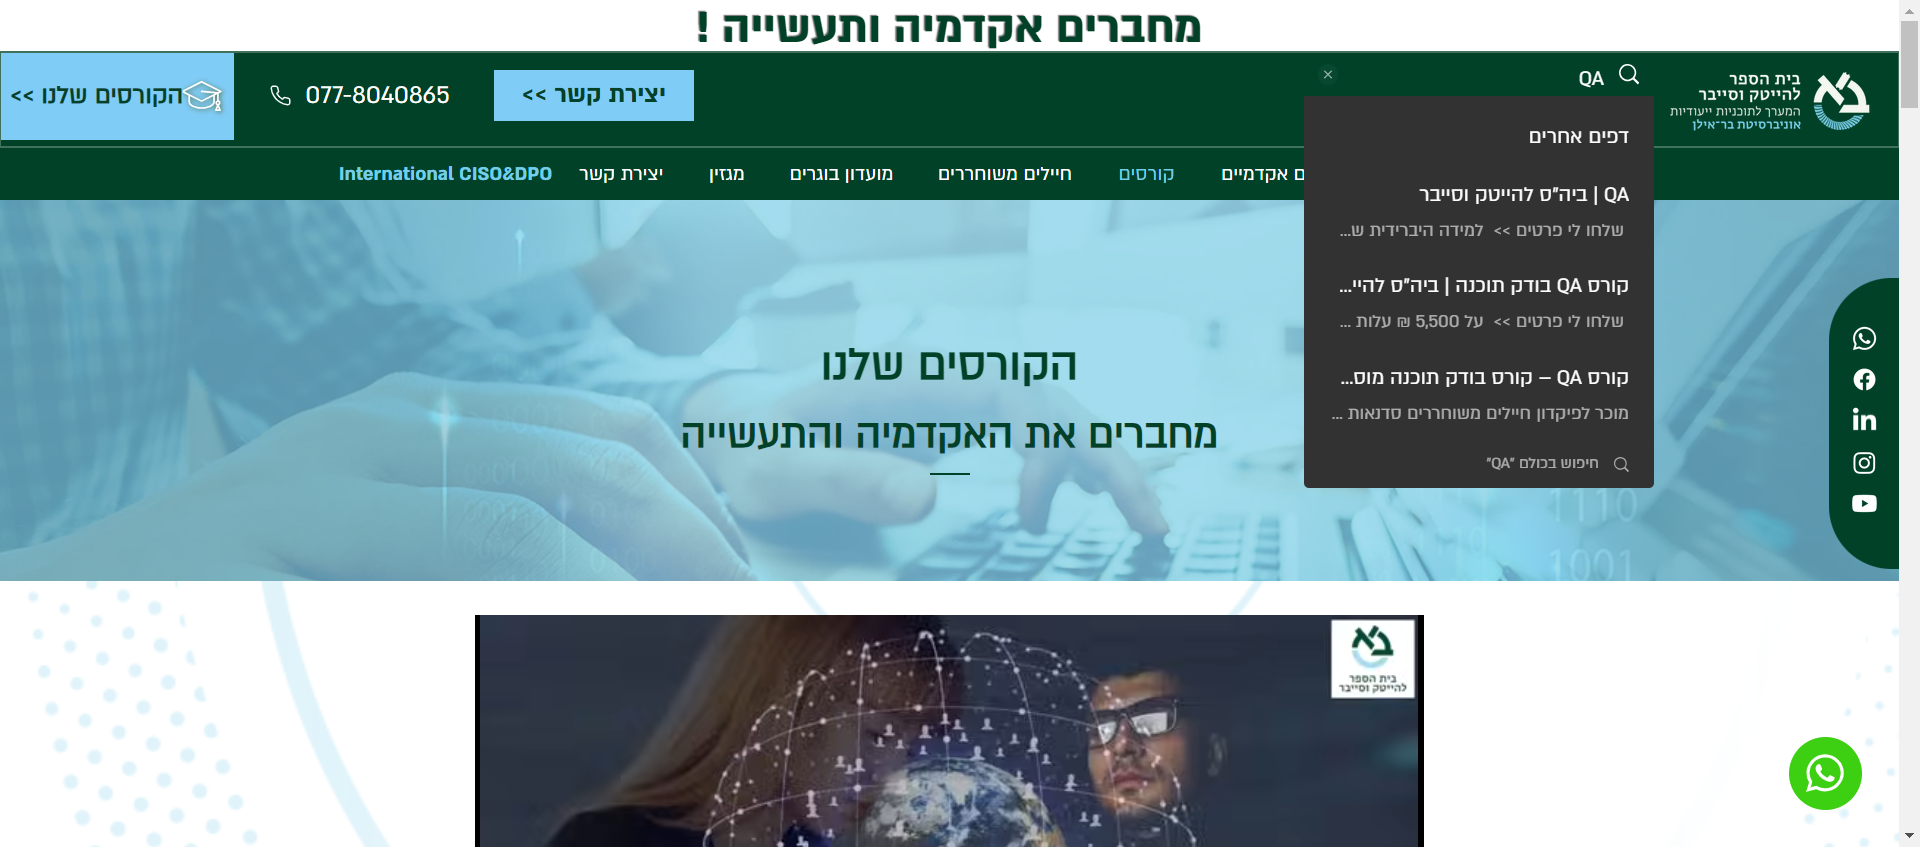 מחברים אקדמיה ותעשייה !
בית הספר
להייטק וסייבר
המערך לתוכניות ייעודיות
אוניברסיטת בר-אילן
QA
יצירת קשר >>
077-8040865
הקורסים שלנו >>
ם אקדמיים
קורסים
חיילים משוחררים
מועדון בוגרים
מגזין
יצירת קשר
International CISO&DPO
דפים אחרים
QA | ביה"ס להייטק וסייבר
שלחו לי פרטים >> למידה היברידית ש...
קורס QA בודק תוכנה | ביה"ס להיי...
שלחו לי פרטים >> על 5,500 ₪ עלות ...
קורס QA – קורס בודק תוכנה מוס...
מוכר לפיקדון חיילים משוחררים סדנאות ...
חיפוש בכולם "QA"
הקורסים שלנו
מחברים את האקדמיה והתעשייה
1110
1001
בית הספר
להייטק וסייבר